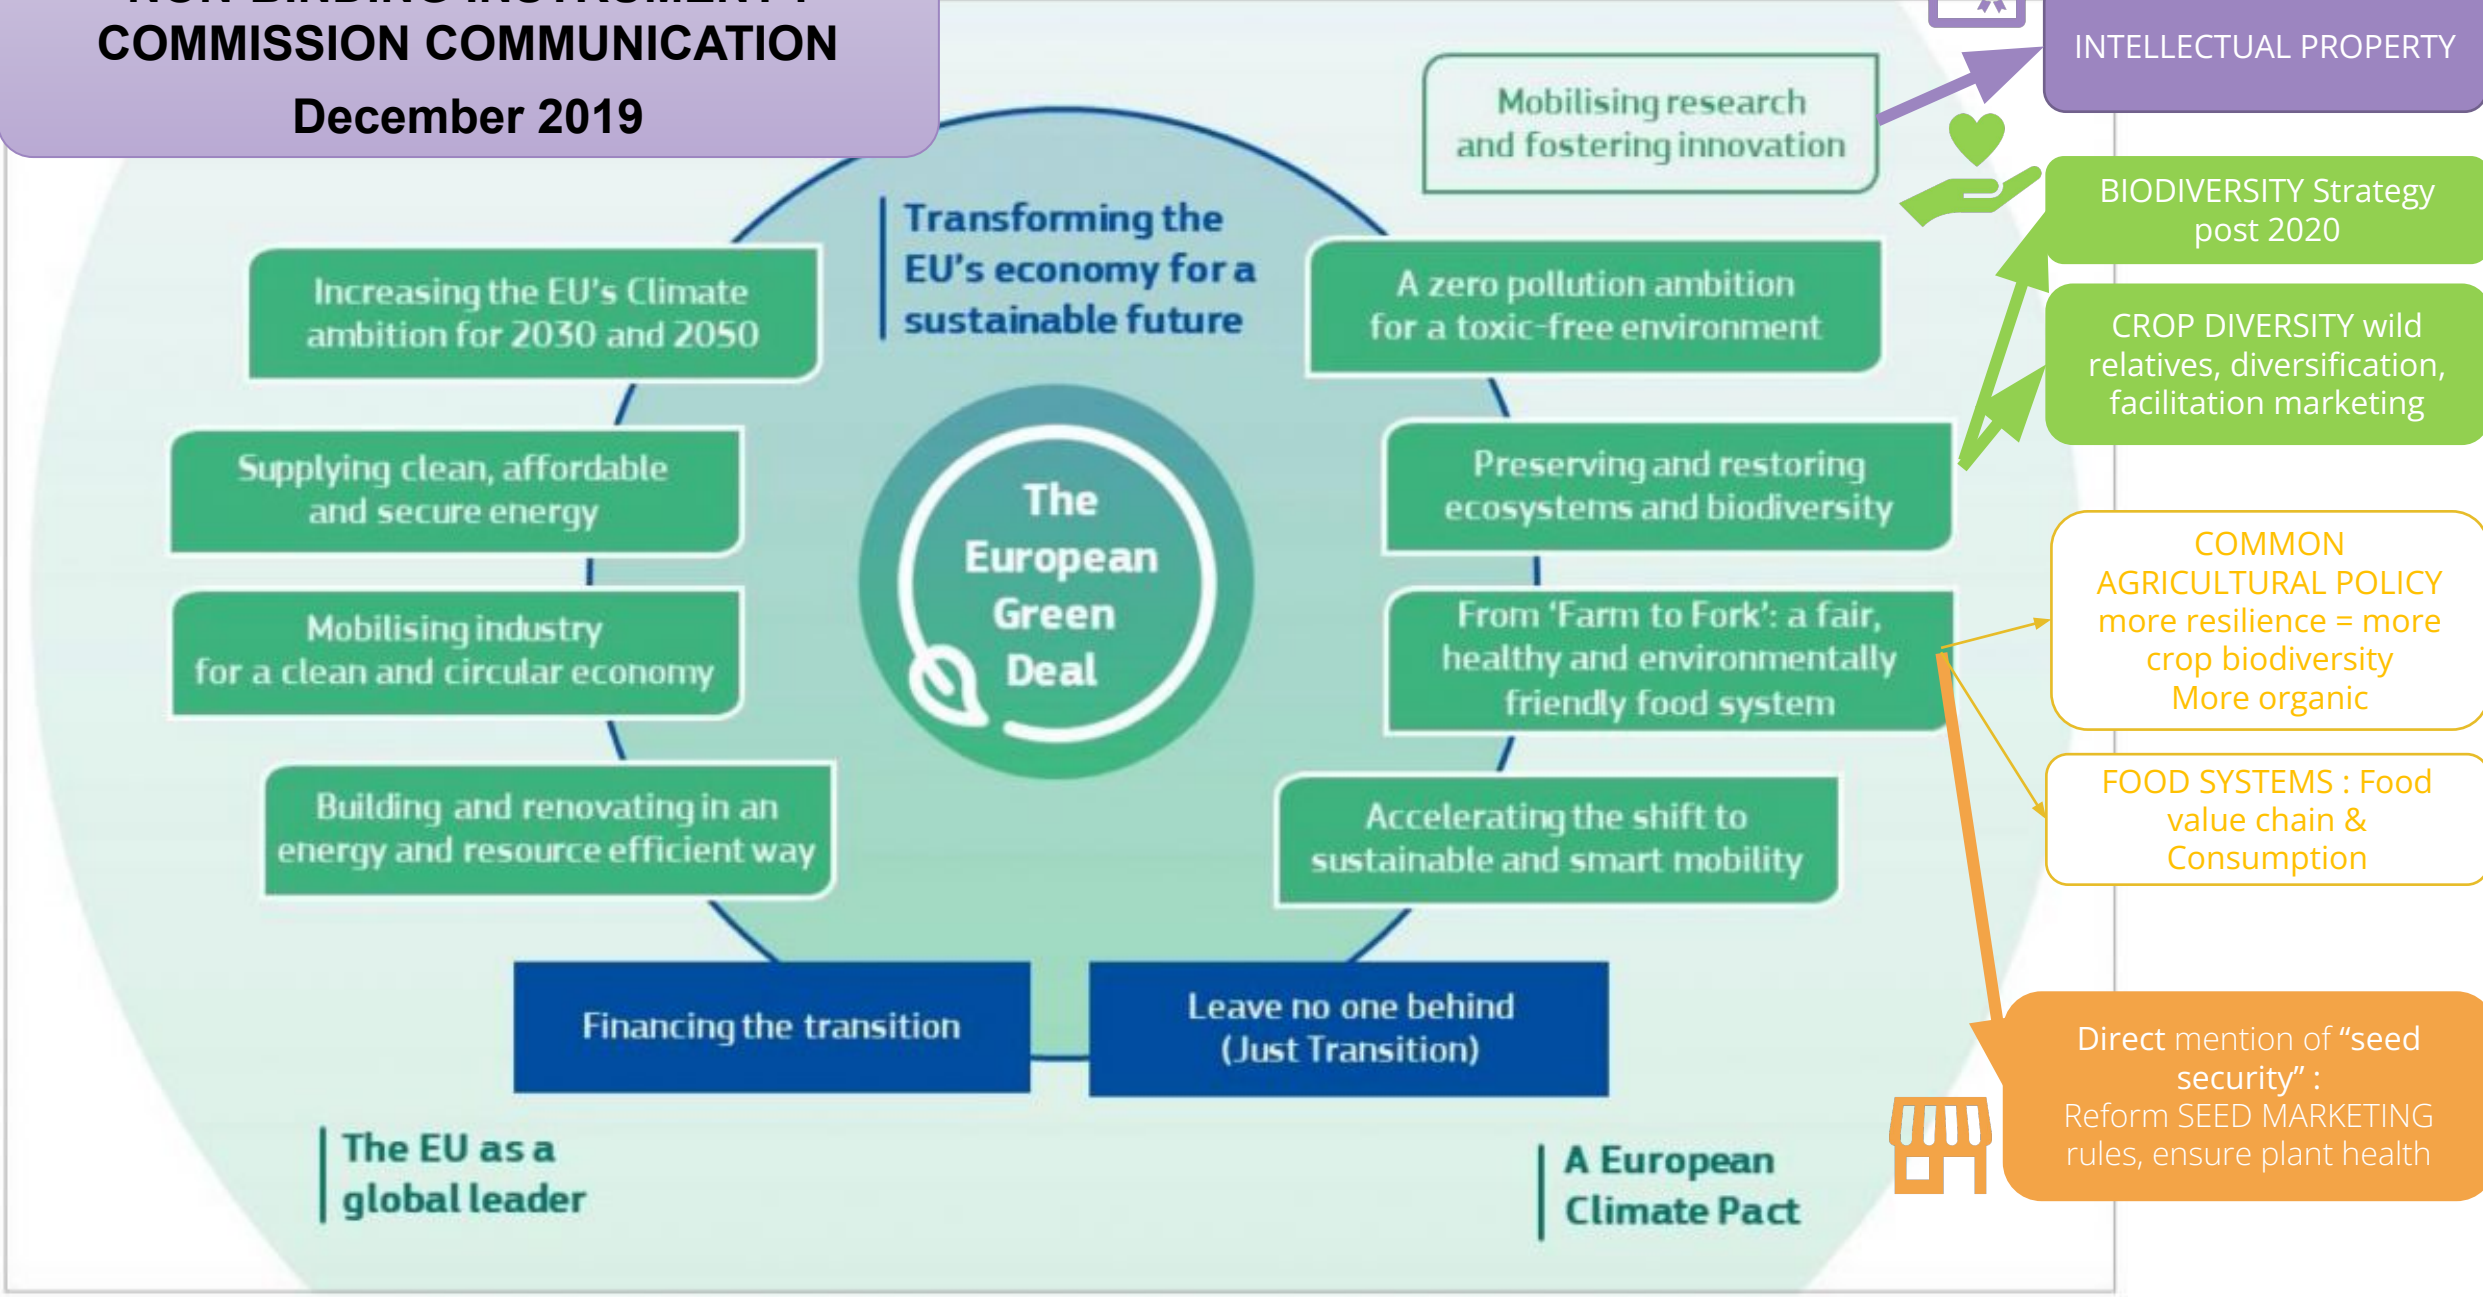 NON-BINDING INSTRUMENT :
COMMISSION COMMUNICATION
December 2019
INTELLECTUAL PROPERTY
Mobilising research
and fostering innovation
BIODIVERSITY Strategy
post 2020
Transforming the
EU's economy for a
sustainable future
Increasing the EU's Climate
ambition for 2030 and 2050
A zero pollution ambition
for a toxic-free environment
CROP DIVERSITY wild
relatives, diversification,
facilitation marketing
Supplying clean, affordable
and secure energy
Preserving and restoring
ecosystems and biodiversity
The
European
Green
Deal
COMMON
AGRICULTURAL POLICY
more resilience = more
crop biodiversity
More organic
Mobilising industry
for a clean and circular economy
From ‘Farm to Fork’: a fair,
healthy and environmentally
friendly food system
Building and renovating in an
energy and resource efficient way
Accelerating the shift to
sustainable and smart mobility
FOOD SYSTEMS : Food
value chain &
Consumption
Financing the transition
Leave no one behind
(Just Transition)
Direct mention of “seed
security” :
Reform SEED MARKETING
rules, ensure plant health
The EU as a
global leader
A European
Climate Pact